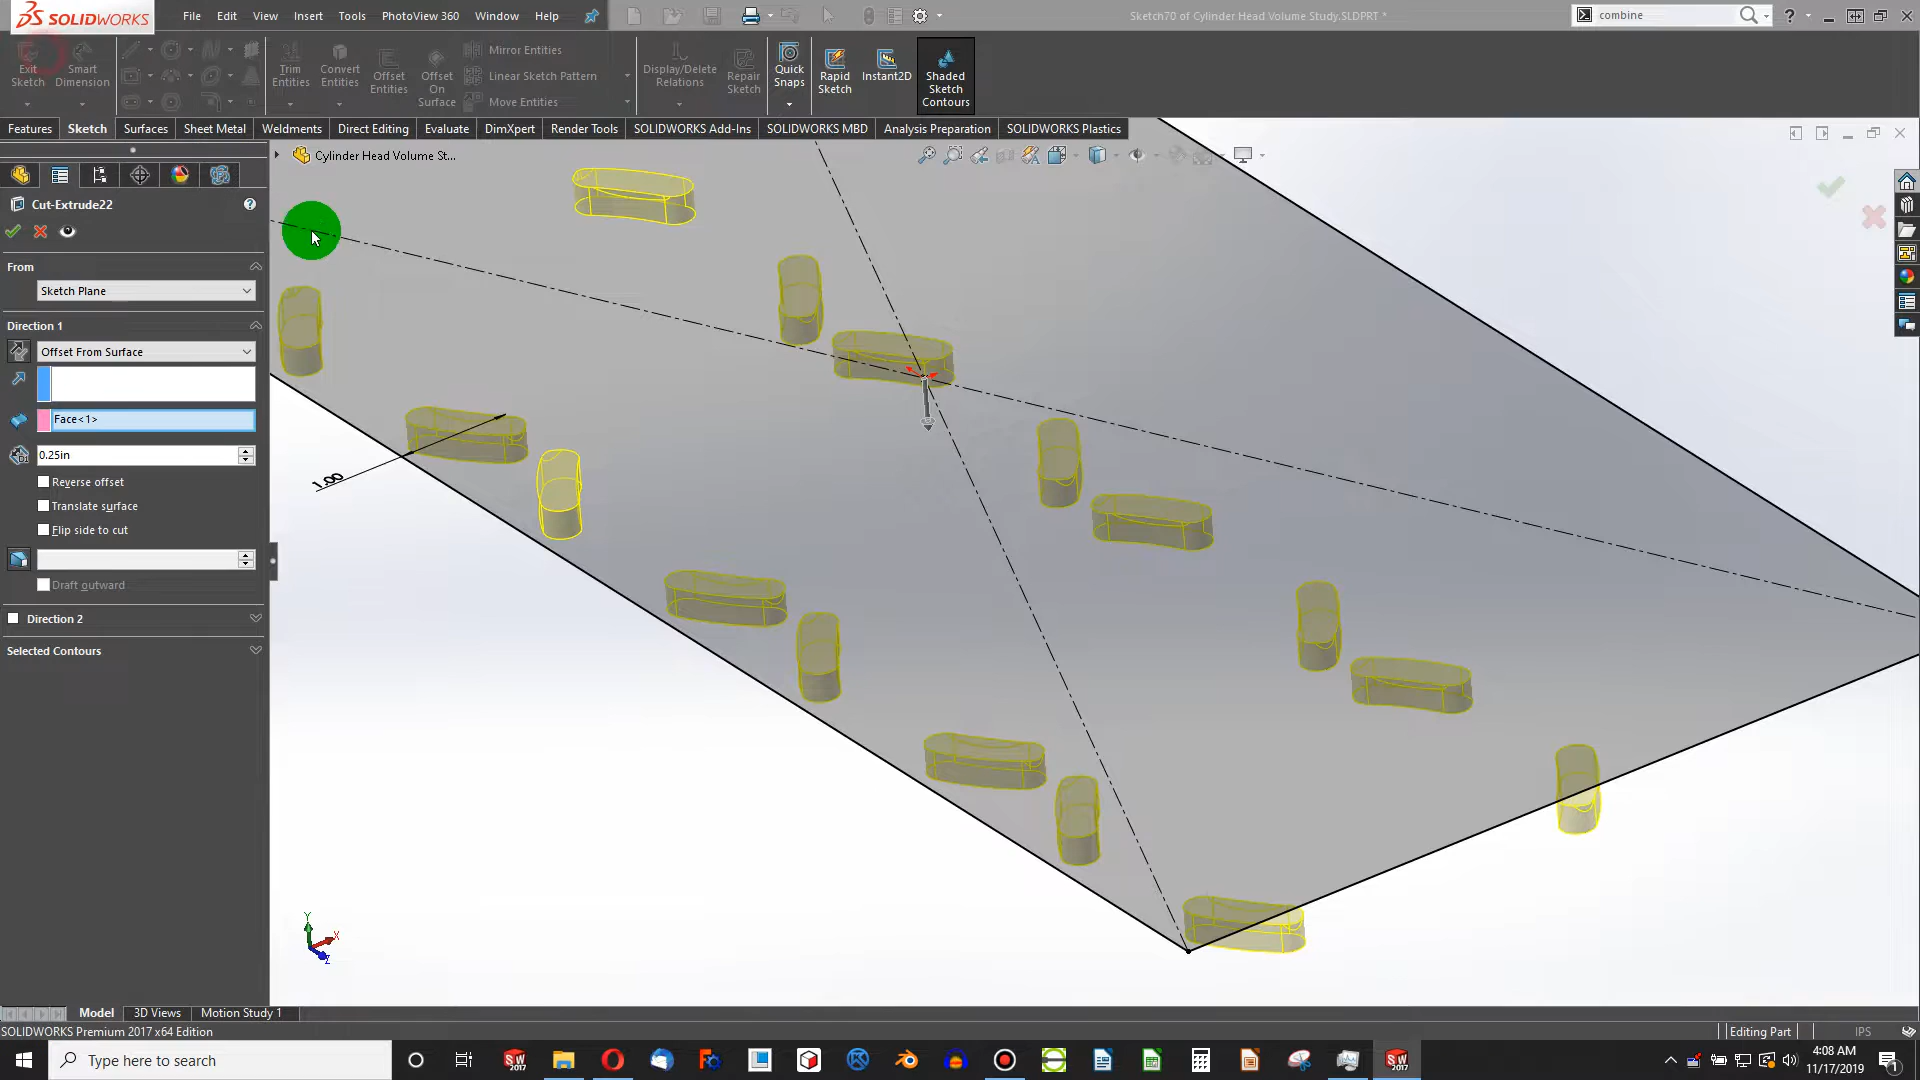 SOLIDWORKS
File Edit View Insert Tools PhotoView 360 Window Help
Sketch70 of Cylinder Head Volume Study.SLDPRT *
combine
Exit Sketch
Smart Dimension
Trim Entities
Convert Entities
Offset Entities
Offset On Surface
Mirror Entities
Linear Sketch Pattern
Move Entities
Display/Delete Relations
Repair Sketch
Quick Snaps
Rapid Sketch
Instant2D
Shaded Sketch Contours
Features Sketch Surfaces Sheet Metal Weldments Direct Editing Evaluate DimXpert Render Tools SOLIDWORKS Add-Ins SOLIDWORKS MBD Analysis Preparation SOLIDWORKS Plastics
Cylinder Head Volume St...
Cut-Extrude22
From
Sketch Plane
Direction 1
Offset From Surface
Face<1>
0.25in
Reverse offset
Translate surface
Flip side to cut
Draft outward
Direction 2
Selected Contours
1.00
Y
X
Z
Model 3D Views Motion Study 1
SOLIDWORKS Premium 2017 x64 Edition
Editing Part
IPS
Type here to search
SW 2017
SW 2017
4:08 AM
11/17/2019
1